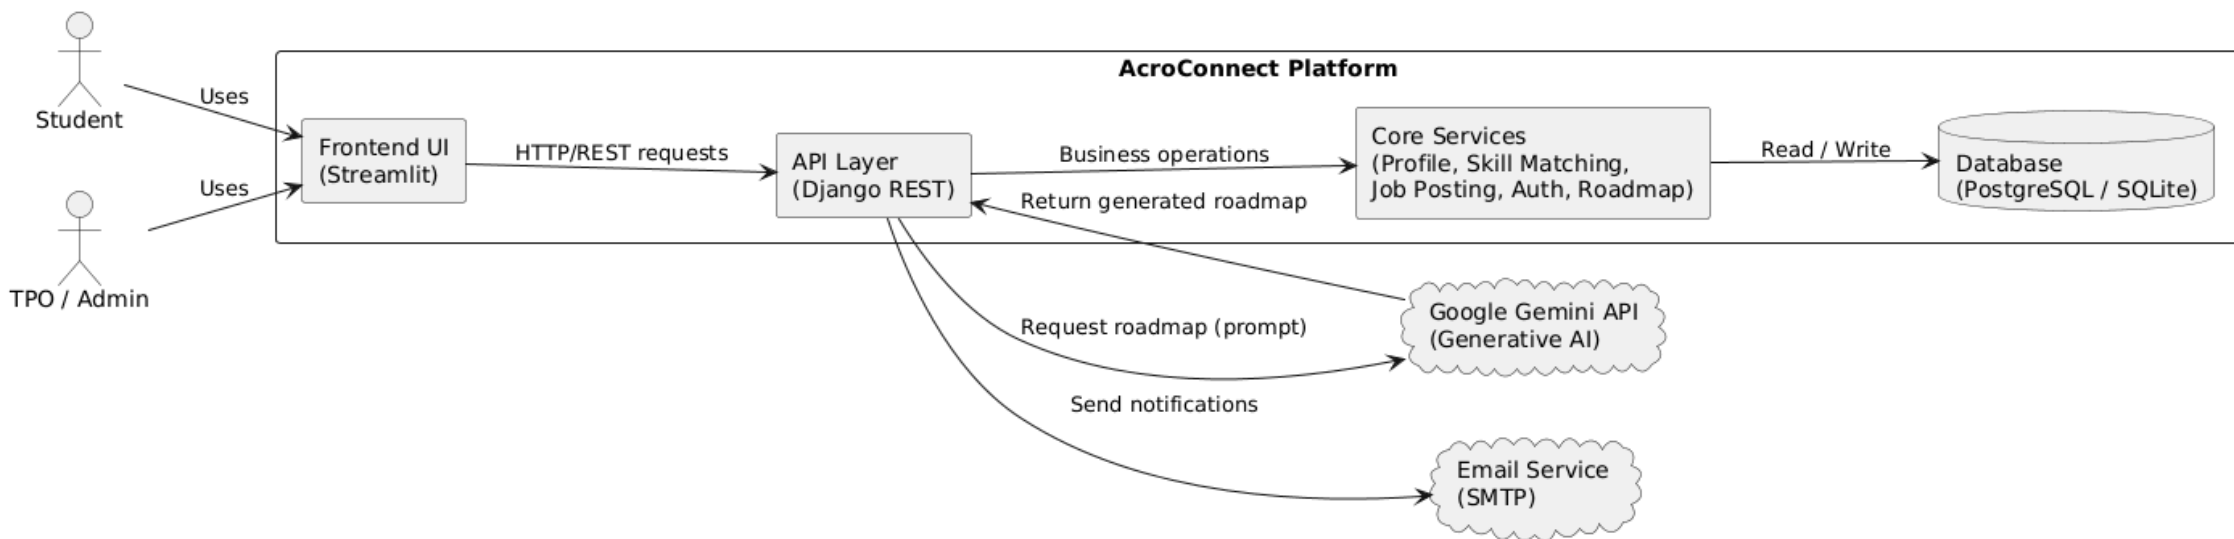 AcroConnect Platform
Student
TPO / Admin
Uses
Uses
Frontend UI
(Streamlit)
HTTP/REST requests
API Layer
(Django REST)
Business operations
Return generated roadmap
Core Services
(Profile, Skill Matching,
Job Posting, Auth, Roadmap)
Read / Write
Database
(PostgreSQL / SQLite)
Request roadmap (prompt)
Google Gemini API
(Generative AI)
Send notifications
Email Service
(SMTP)